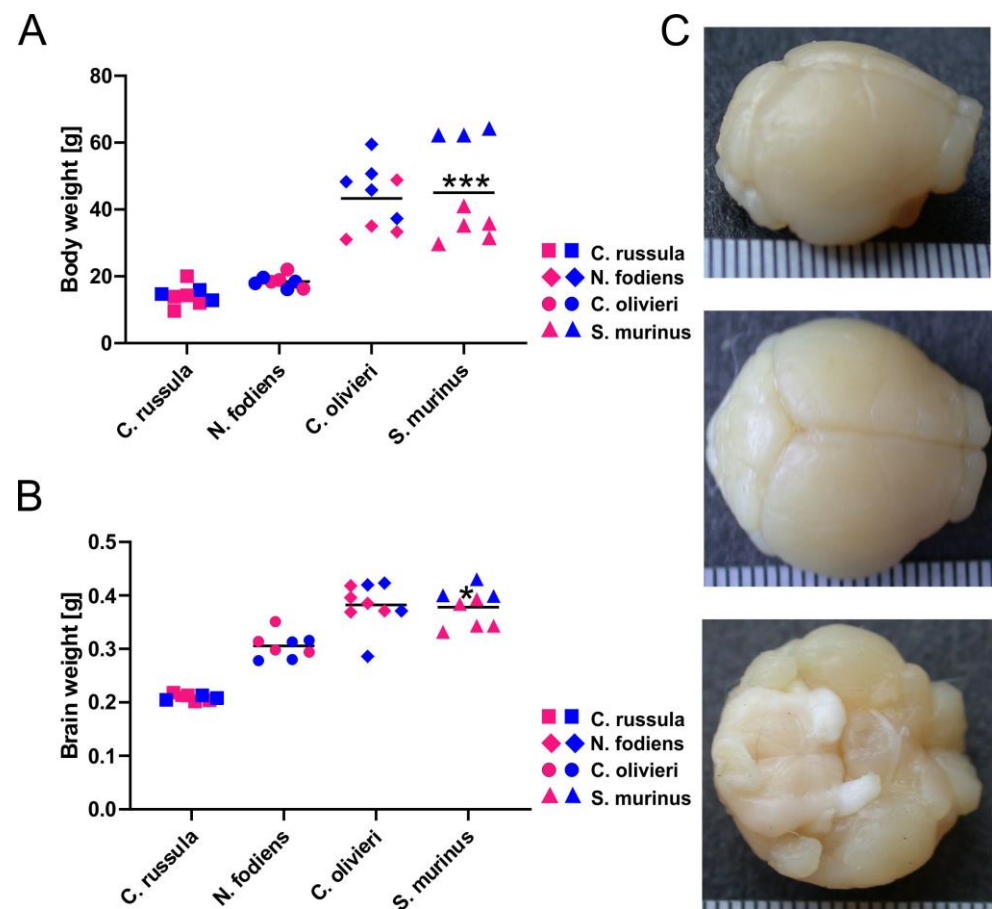 A
C
Body weight [g]
80
60
40
20
0
***
C. russula
N. fodiens
C. olivieri
S. murinus
C. russula
N. fodiens
C. olivieri
S. murinus
B
Brain weight [g]
0.5
0.4
0.3
0.2
0.1
0.0
*
C. russula
N. fodiens
C. olivieri
S. murinus
C. russula
N. fodiens
C. olivieri
S. murinus